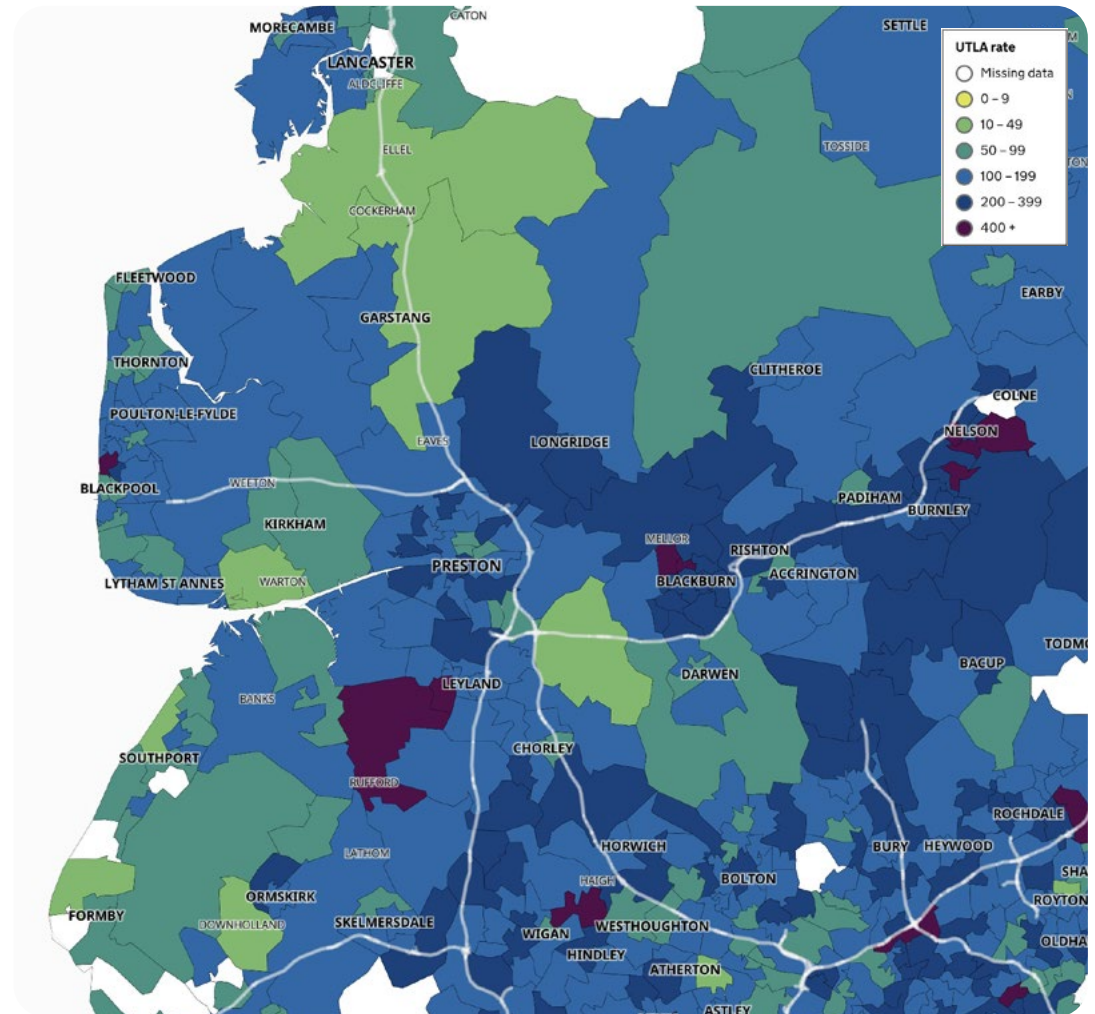 CATON
MORECAMBE
SETTLE
LANCASTER
ALDCLIFFE
UTLA rate
Missing data
0 – 9
10 – 49
50 – 99
100 – 199
200 – 399
400 +
ELLEL
TOSSIDE
COCKERHAM
FLEETWOOD
EARBY
GARSTANG
THORNTON
CLITHEROE
COLNE
POULTON-LE-FYLDE
NELSON
EAVES
LONGRIDGE
WEETON
BLACKPOOL
PADIHAM
BURNLEY
KIRKHAM
MELLOR
RISHTON
PRESTON
ACCRINGTON
LYTHAM ST ANNES
WARTON
BLACKBURN
TODMO
BACUP
DARWEN
LEYLAND
BANKS
CHORLEY
SOUTHPORT
RUFFORD
ROCHDALE
HORWICH
BURY
HEYWOOD
LATHOM
SHA
BOLTON
HAIGH
ORMSKIRK
ROYTON
FORMBY
DOWNHOLLAND
SKELMERSDALE
WESTHOUGHTON
WIGAN
OLDHA
HINDLEY
ATHERTON
ASTLEY